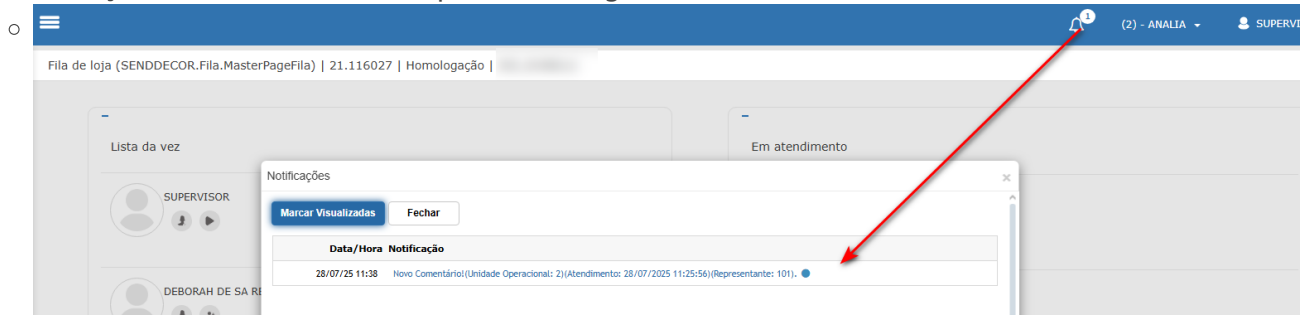 1
(2) - ANALIA
SUPERVI
Fila de loja (SENDDECOR.Fila.MasterPageFila) | 21.116027 | Homologação |
Lista da vez
Em atendimento
Notificações
SUPERVISOR
Marcar Visualizadas
Fechar
Data/Hora Notificação
28/07/25 11:38 Novo Comentário!(Unidade Operacional: 2)(Atendimento: 28/07/2025 11:25:56)(Representante: 101).
DEBORAH DE SA RE